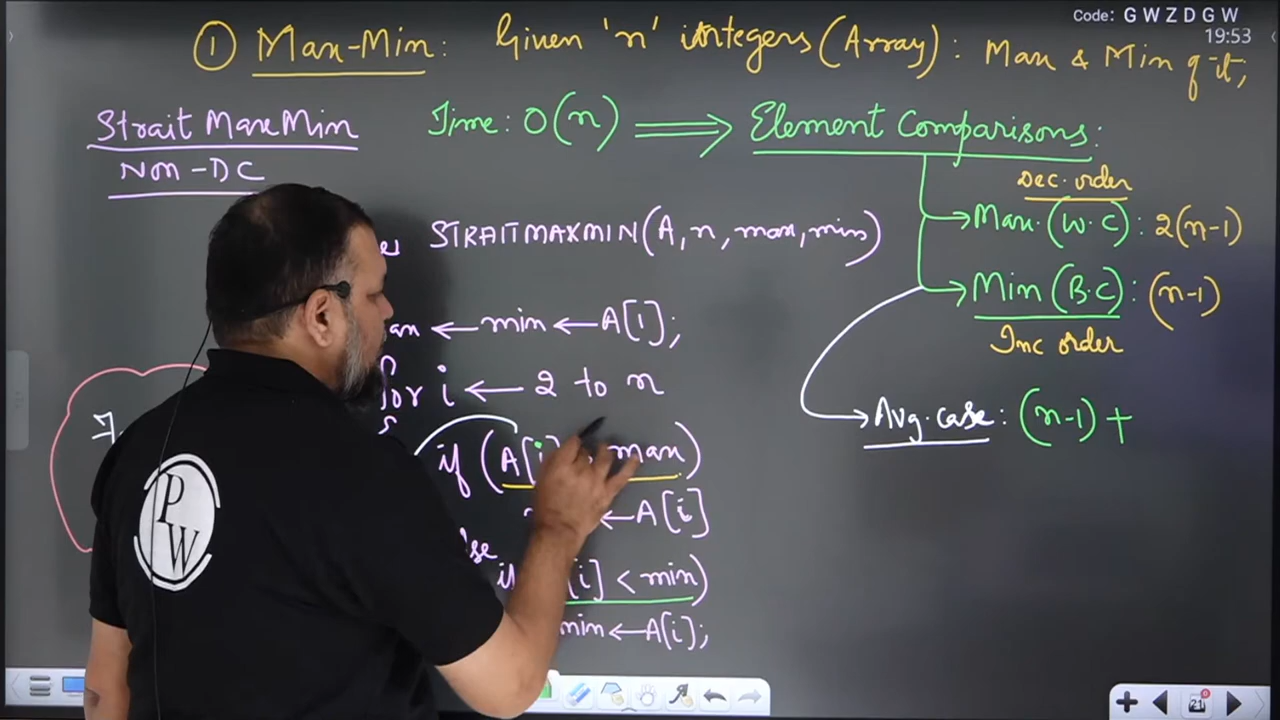 Code: G W Z D G W
19:53
① Max-Min: Given 'n' integers (Array): Max & Min of it;
Strait MaxMin
Non-DC
Time: O(n) ⟹ Element Comparisons:
Dec. order
Max. (W.C): 2(n-1)
Min (B.C): (n-1)
Inc order
Avg. case: (n-1) +
STRAITMAXMIN(A, n, max, min)
← min ← A[1];
for i ← 2 to n
{
if (A[i] max)
← A[i]
[i] < min)
min ← A[i];
PW
21